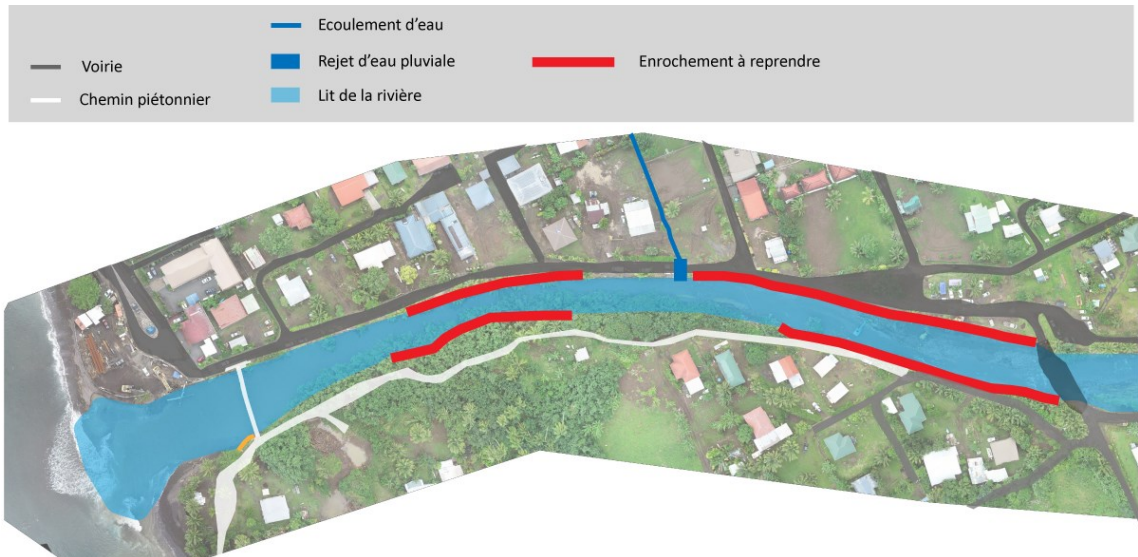 Ecoulement d'eau
Voirie
Rejet d'eau pluviale
Enrochement à reprendre
Chemin piétonnier
Lit de la rivière